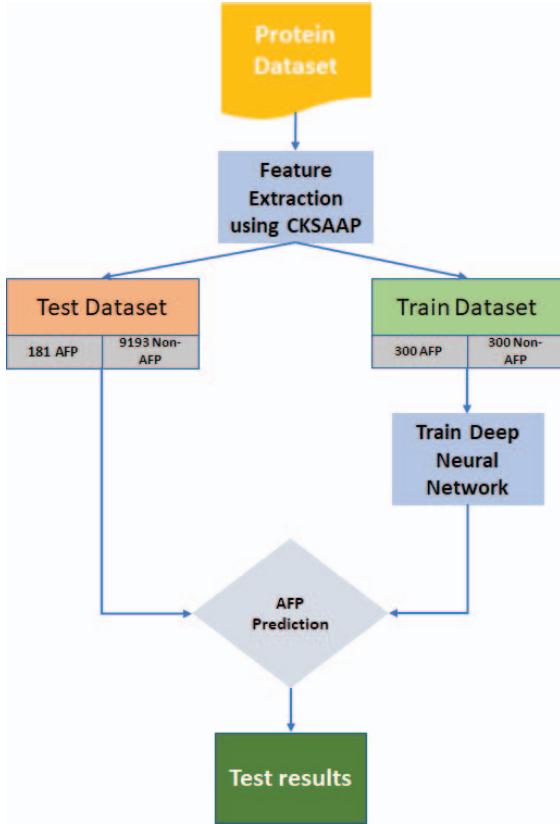 Protein
Dataset
Feature
Extraction
using CKSAAP
Test Dataset
181 AFP
9193 Non-
AFP
Train Dataset
300 AFP
300 Non-
AFP
Train Deep
Neural
Network
AFP
Prediction
Test results